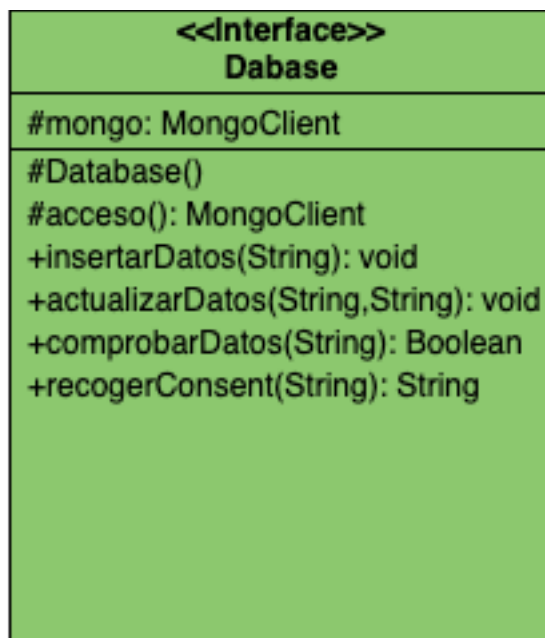 <<Interface>>
Dabase
#mongo: MongoClient
#Database()
#acceso(): MongoClient
+insertarDatos(String): void
+actualizarDatos(String,String): void
+comprobarDatos(String): Boolean
+recogerConsent(String): String